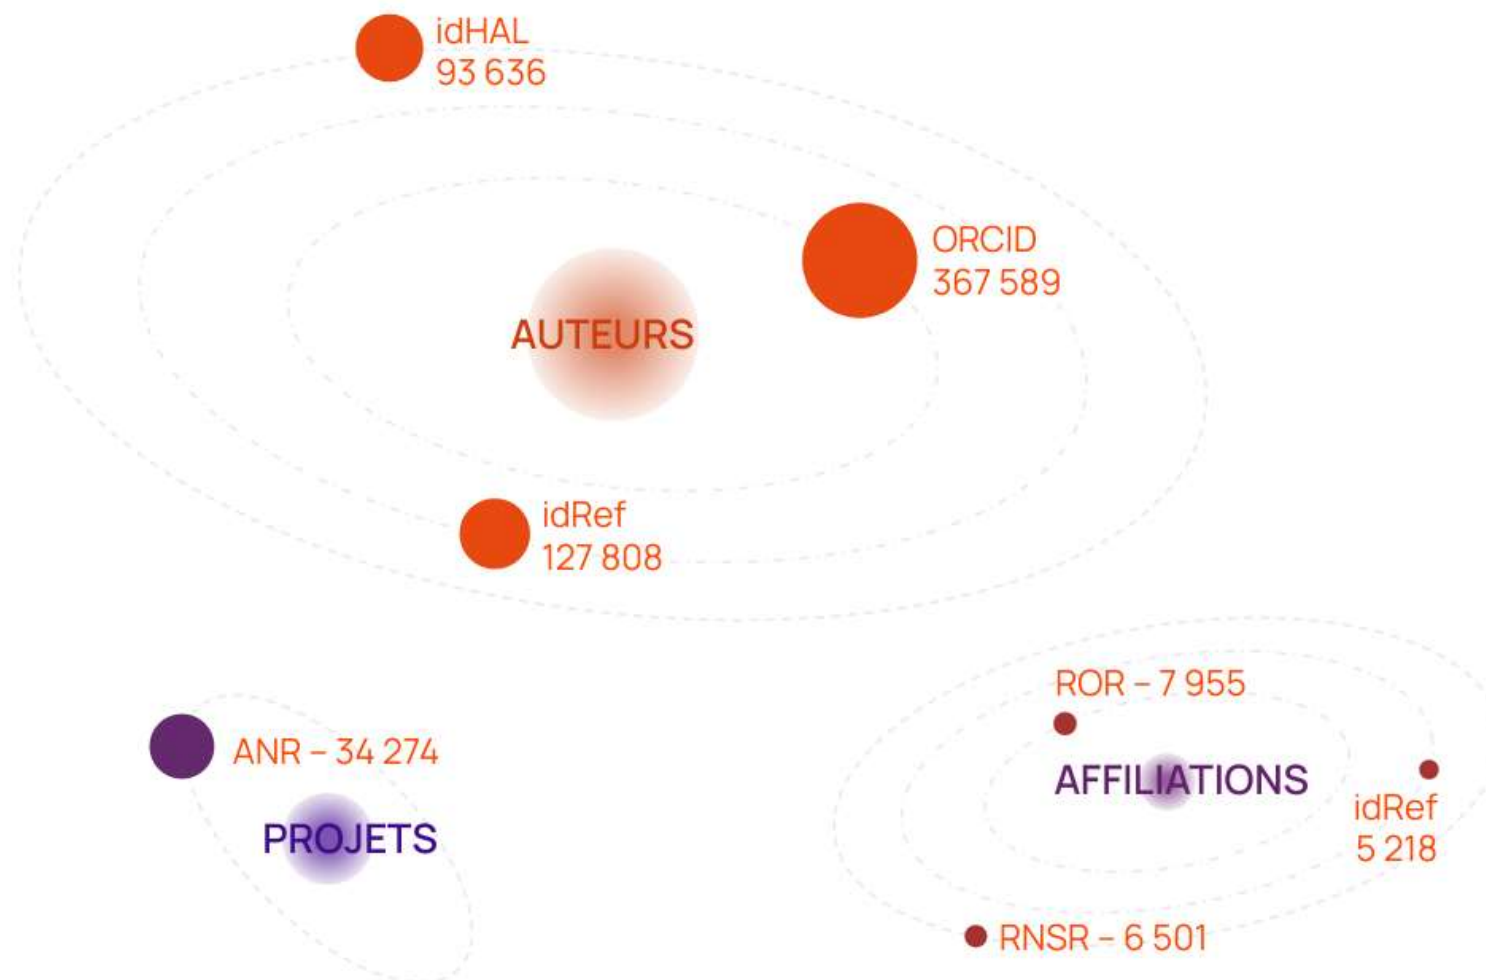 idHAL
93 636
ORCID
367 589
AUTEURS
idRef
127 808
ANR – 34 274
PROJETS
ROR – 7 955
AFFILIATIONS
idRef
5 218
RNSR – 6 501